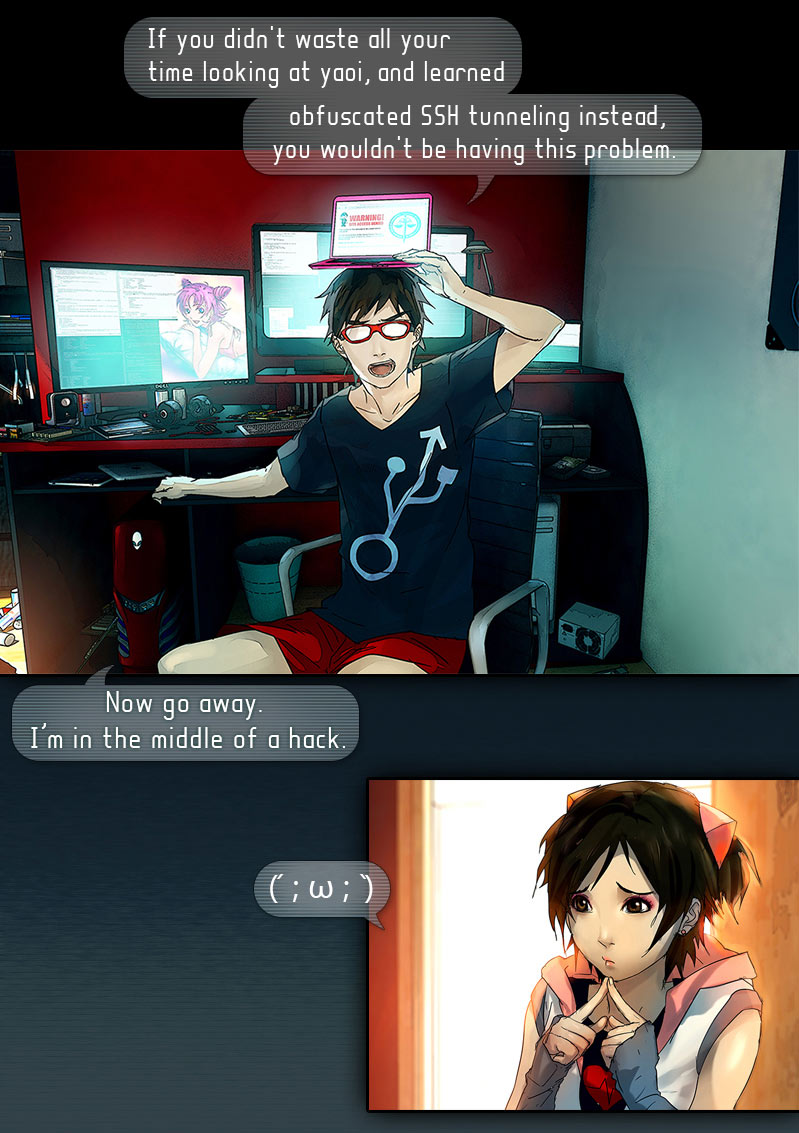 If you didn't waste all your
time looking at yaoi, and learned
obfuscated SSH tunneling instead,
you wouldn't be having this problem.
WARNING!
DELL
Now go away.
I'm in the middle of a hack.
(´;ω;`)